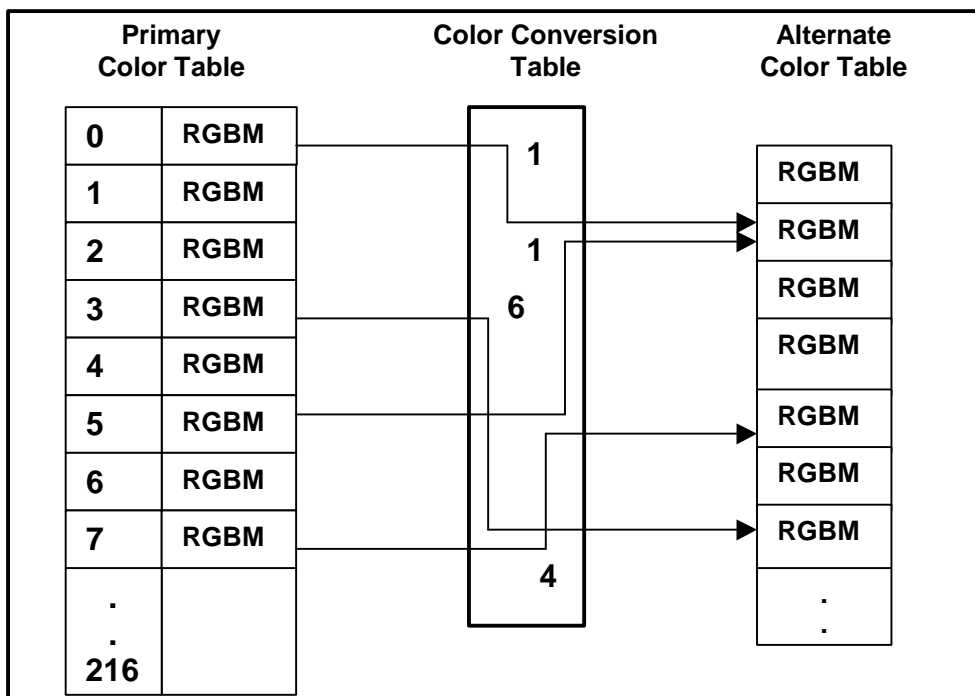 Primary
Color Table
Color Conversion
Table
Alternate
Color Table
0 RGBM
1 RGBM
2 RGBM
3 RGBM
4 RGBM
5 RGBM
6 RGBM
7 RGBM
.
.
216
1
1
6
4
RGBM
RGBM
RGBM
RGBM
RGBM
RGBM
RGBM
.
.